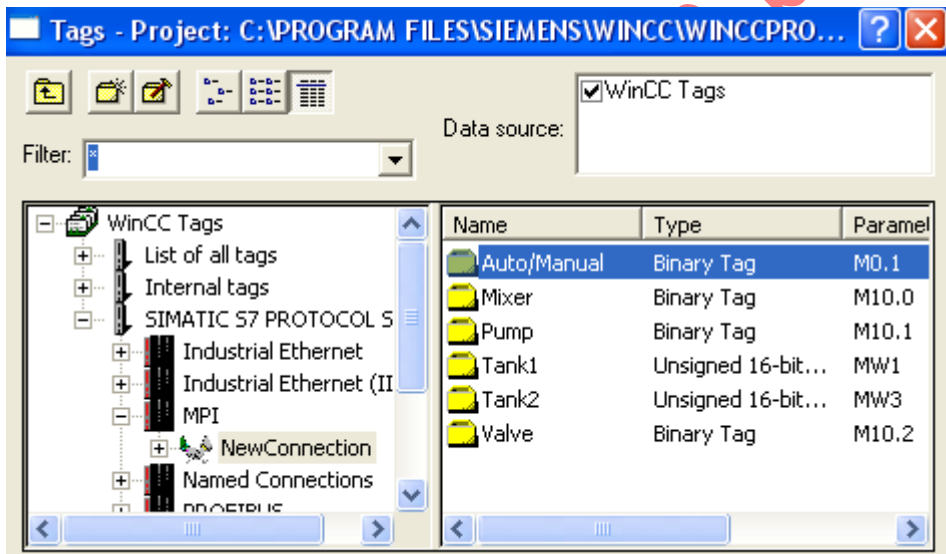 Tags - Project: C:\PROGRAM FILES\SIEMENS\WINCC\WINCCPRO...
WinCC Tags
Data source:
Filter: *
WinCC Tags
List of all tags
Internal tags
SIMATIC S7 PROTOCOL S
Industrial Ethernet
Industrial Ethernet (II
MPI
NewConnection
Named Connections
PROFIBUS
Name Type Paramet
Auto/Manual Binary Tag M0.1
Mixer Binary Tag M10.0
Pump Binary Tag M10.1
Tank1 Unsigned 16-bit... MW1
Tank2 Unsigned 16-bit... MW3
Valve Binary Tag M10.2